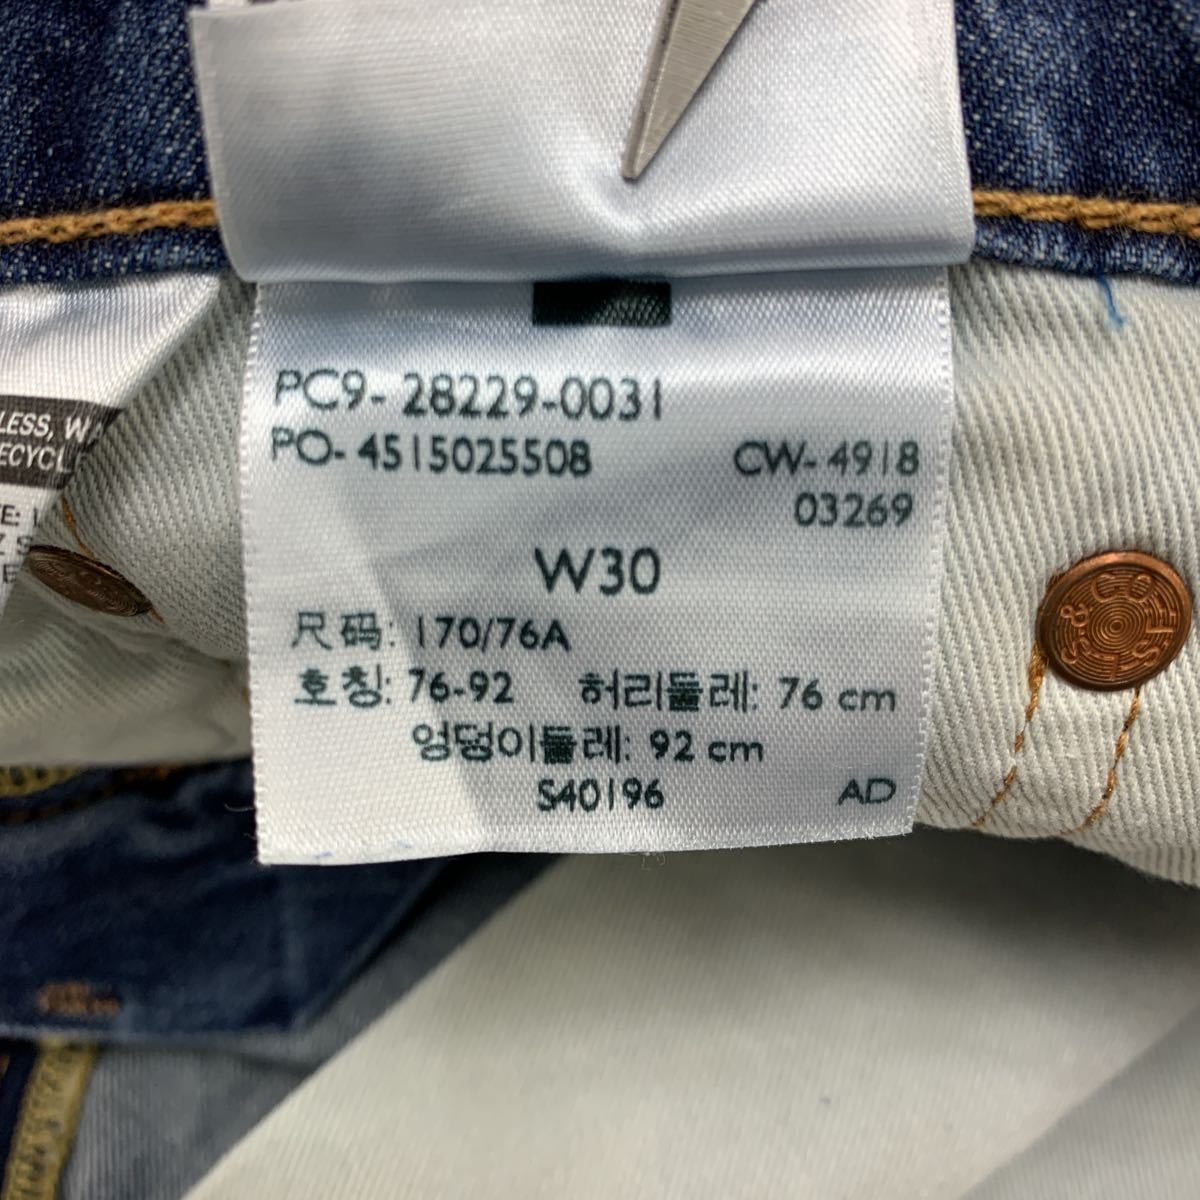 PC9- 28229-0031
PO- 4515025508 CW- 4918
03269
W30
尺码: 170/76A
호칭: 76-92 허리둘레: 76 cm
엉덩이둘레: 92 cm
S40196 AD
LESS,